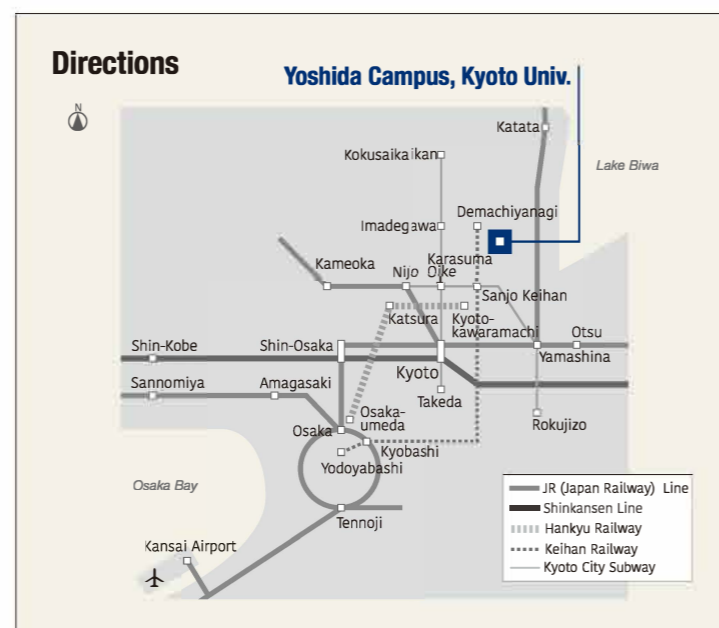 Directions
Yoshida Campus, Kyoto Univ.
N
Katata
Kokusaikaikan
Lake Biwa
Demachiyanagi
Imadegawa
Karasuma
Oike
Kameoka
Nijo
Sanjo Keihan
Katsura
Kyoto-
kawaramachi
Otsu
Shin-Kobe
Shin-Osaka
Yamashina
Kyoto
Sannomiya
Amagasaki
Takeda
Osaka-
umeda
Rokujizo
Osaka
Kyobashi
Yodoyabashi
Osaka Bay
Tennoji
Kansai Airport
JR (Japan Railway) Line
Shinkansen Line
Hankyu Railway
Keihan Railway
Kyoto City Subway